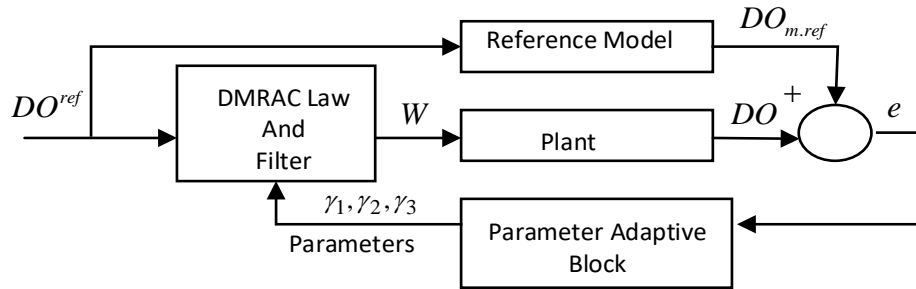 Reference Model
DO_{m.ref}
DO^{ref}
DMRAC Law
And
Filter
W
Plant
DO
+
e
γ₁, γ₂, γ₃
Parameters
Parameter Adaptive
Block